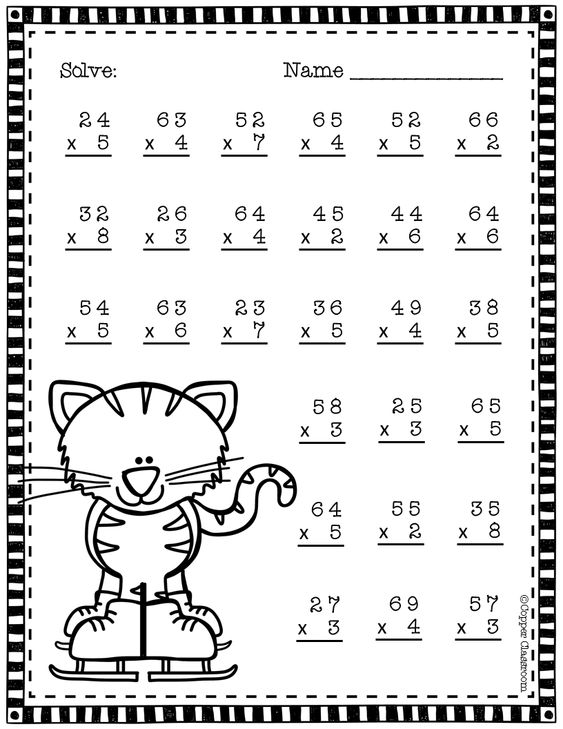 Solve: Name
24 63 52 65 52 66
x 5 x 4 x 7 x 4 x 5 x 2
32 26 64 45 44 64
x 8 x 3 x 4 x 2 x 6 x 6
54 63 23 36 49 38
x 5 x 6 x 7 x 5 x 4 x 5
58 25 65
x 3 x 3 x 5
64 55 35
x 5 x 2 x 8
27 69 57
x 3 x 4 x 3
©Copper Classroom